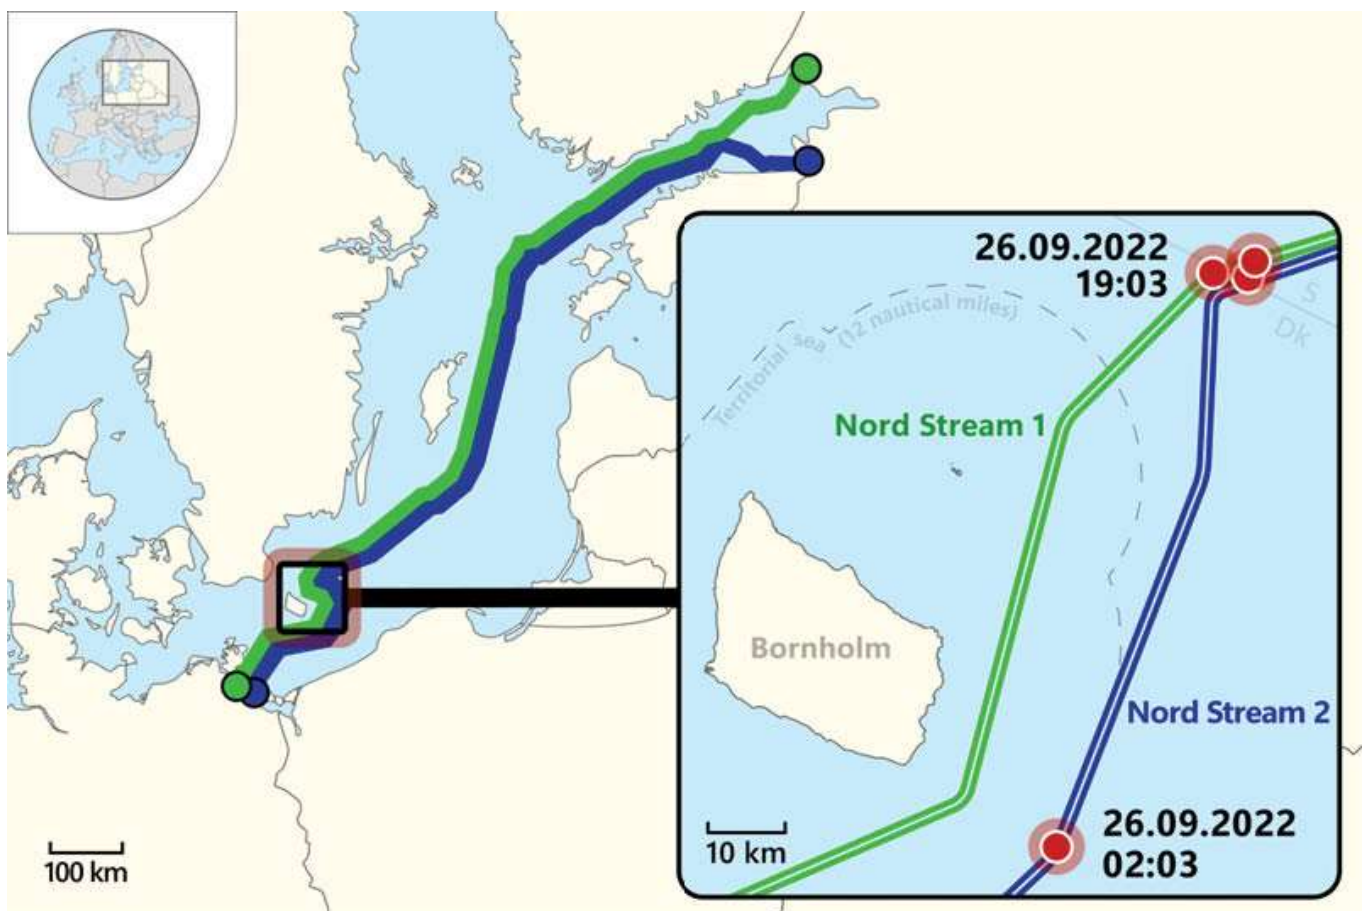 26.09.2022
19:03
S
Dk
Territorial sea (12 nautical miles)
Nord Stream 1
Bornholm
Nord Stream 2
26.09.2022
02:03
10 km
100 km